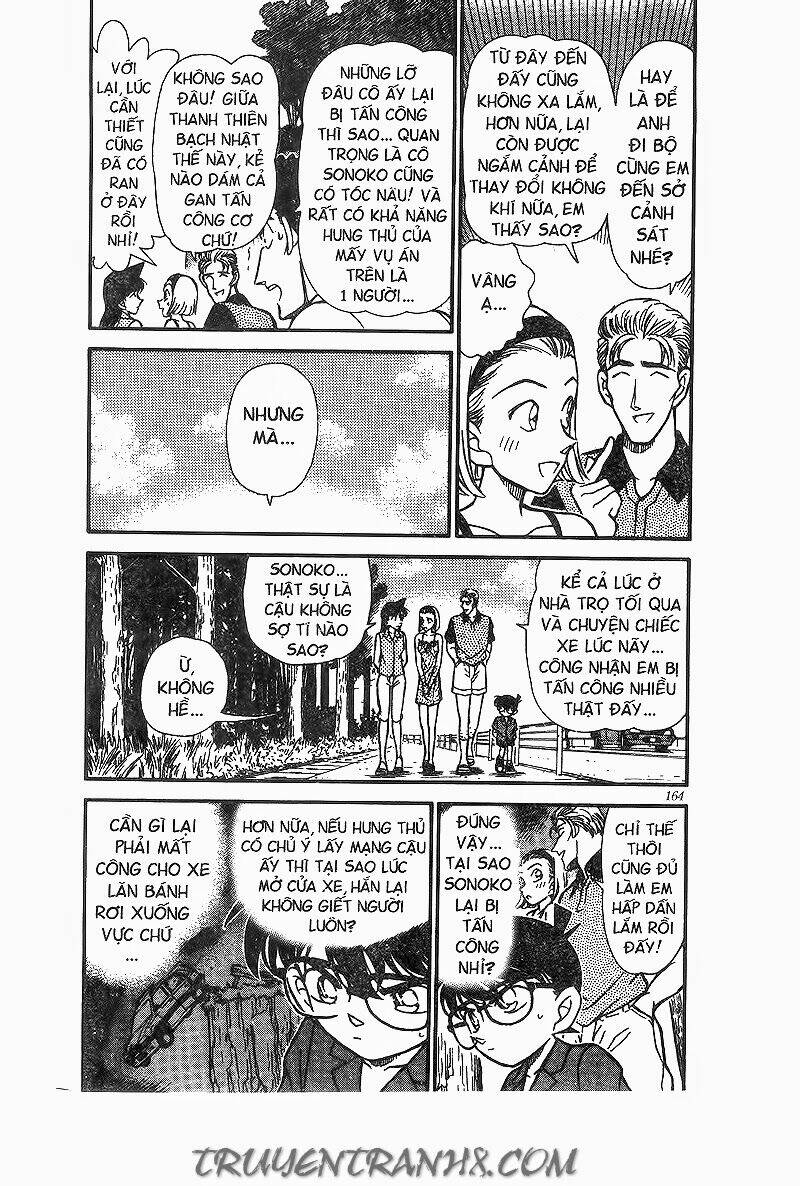 HAY
LÀ ĐỂ
ANH
ĐI BỘ
CÙNG EM
ĐẾN SỞ
CẢNH
SÁT
NHÉ?
TỪ ĐÂY ĐẾN
ĐẤY CŨNG
KHÔNG XA LẮM,
HƠN NỮA, LẠI
CÒN ĐƯỢC
NGẮM CẢNH ĐỂ
THAY ĐỔI KHÔNG
KHÍ NỮA, EM
THẤY SAO?
VÂNG
Ạ...
NHỮNG LỠ
ĐÂU CÔ ẤY LẠI
BỊ TẤN CÔNG
THÌ SAO... QUAN
TRỌNG LÀ CÔ
SONOKO CŨNG
CÓ TÓC NÂU! VÀ
RẤT CÓ KHẢ NĂNG
HUNG THỦ CỦA
MẤY VỤ ÁN
TRÊN LÀ
1 NGƯỜI...
KHÔNG SAO
ĐÂU! GIỮA
THANH THIÊN
BẠCH NHẬT
THẾ NÀY, KẺ
NÀO DÁM CẢ
GAN TẤN
CÔNG CƠ
CHỨ!
VỚI
LẠI, LÚC
CẦN
THIẾT
CŨNG
ĐÃ CÓ
RAN
Ở ĐÂY
RỒI
NHỈ!
NHƯNG
MÀ...
KỂ CẢ LÚC Ở
NHÀ TRỌ TỐI QUA
VÀ CHUYỆN CHIẾC
XE LÚC NÃY...
CÔNG NHẬN EM BỊ
TẤN CÔNG NHIỀU
THẬT ĐẤY...
SONOKO...
THẬT SỰ LÀ
CẬU KHÔNG
SỢ TÍ NÀO
SAO?
Ừ,
KHÔNG
HỀ...
164
CHỈ THẾ
THÔI
CŨNG ĐỦ
LÀM EM
HẤP DẪN
LẮM RỒI
ĐẤY!
ĐÚNG
VẬY...
TẠI SAO
SONOKO
LẠI BỊ
TẤN
CÔNG
NHỈ?
HƠN NỮA, NẾU HUNG THỦ
CÓ CHỦ Ý LẤY MẠNG CẬU
ẤY THÌ TẠI SAO LÚC
MỞ CỬA XE, HẮN LẠI
KHÔNG GIẾT NGƯỜI
LUÔN?
CẦN GÌ LẠI
PHẢI MẤT
CÔNG CHO XE
LĂN BÁNH
RƠI XUỐNG
VỰC CHỨ
...
TRUYENTRANH8.COM